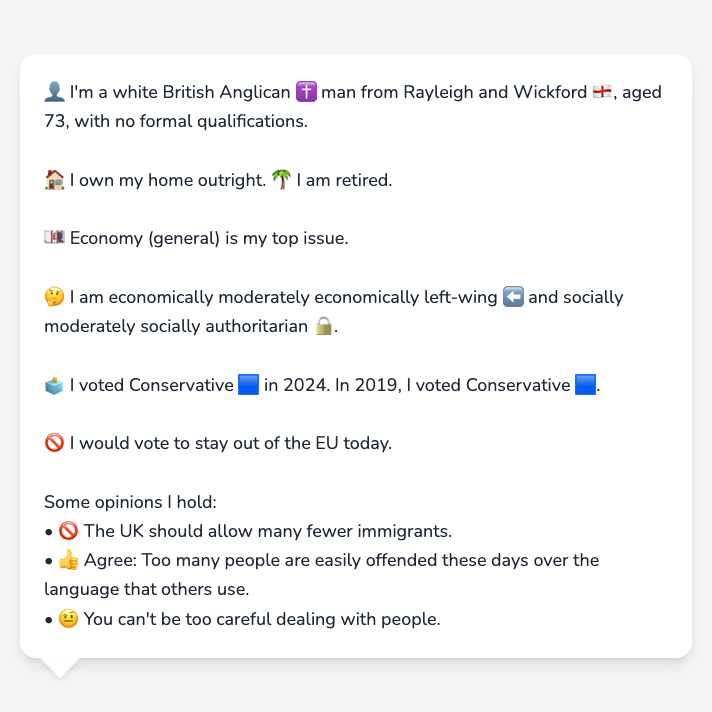 👤 I'm a white British Anglican ✝️ man from Rayleigh and Wickford 🏴󠁧󠁢󠁥󠁮󠁧󠁿, aged
73, with no formal qualifications.
🏠 I own my home outright. 🌴 I am retired.
💷 Economy (general) is my top issue.
🤔 I am economically moderately economically left-wing ⬅️ and socially
moderately socially authoritarian 🔒.
🗳️ I voted Conservative 🟦 in 2024. In 2019, I voted Conservative 🟦.
🚫 I would vote to stay out of the EU today.
Some opinions I hold:
• 🚫 The UK should allow many fewer immigrants.
• 👍 Agree: Too many people are easily offended these days over the
language that others use.
• 🤨 You can't be too careful dealing with people.